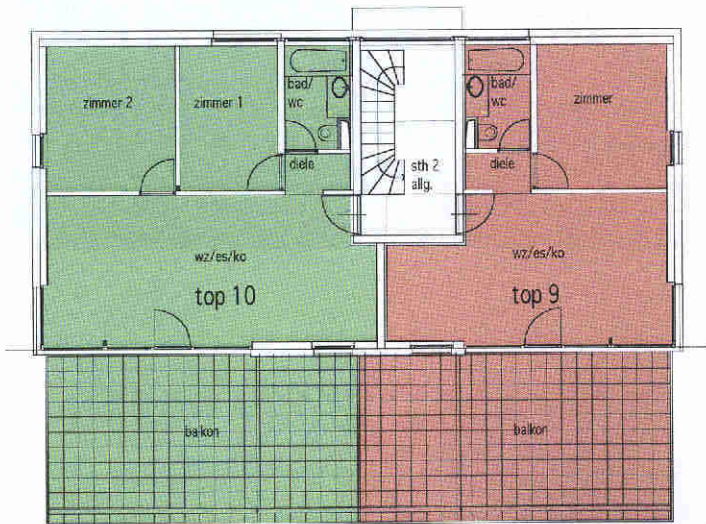 zimmer 2
zimmer 1
bad/
wc
diele
sth 2
allg.
bad/
wc
diele
zimmer
wz/es/ko
top 10
wz/es/ko
top 9
balkon
balkon